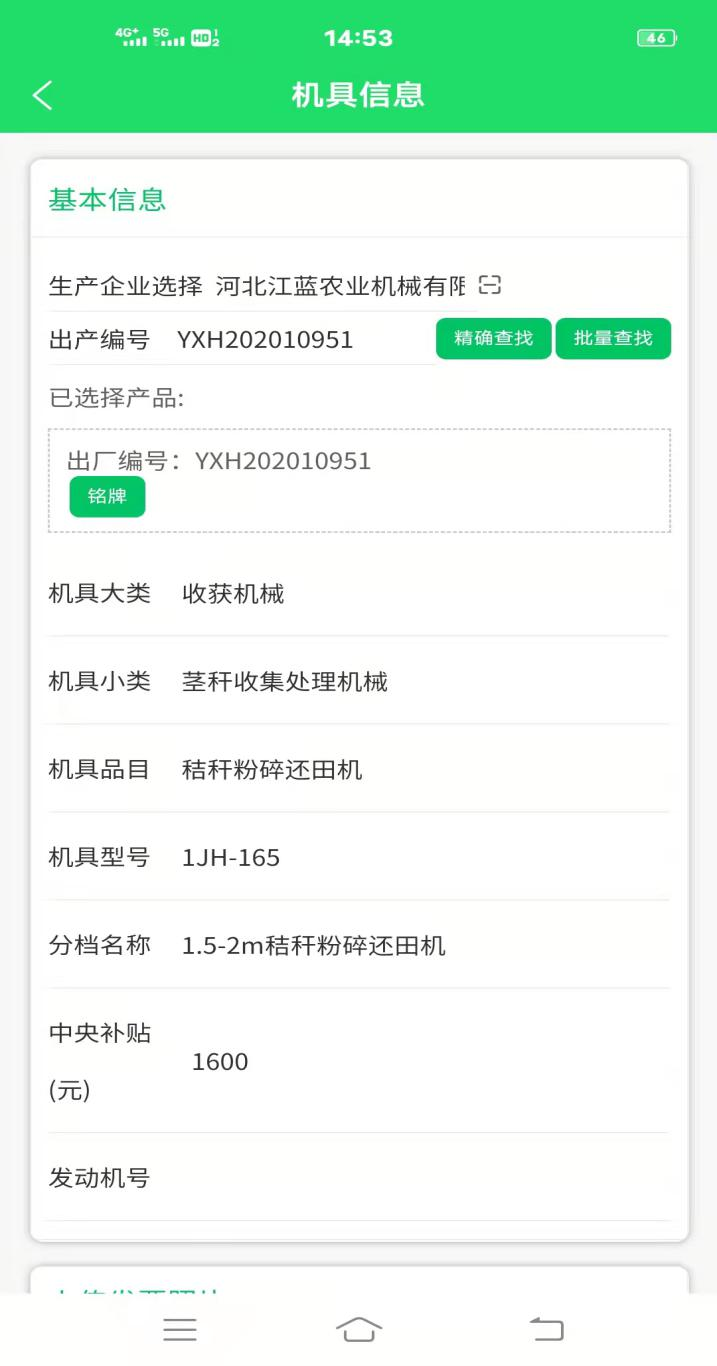 4G+ 5G HD 1 2 14:53 46
机具信息
基本信息
生产企业选择 河北江蓝农业机械有限
出产编号 YXH202010951 精确查找 批量查找
已选择产品:
出厂编号：YXH202010951
铭牌
机具大类 收获机械
机具小类 茎秆收集处理机械
机具品目 秸秆粉碎还田机
机具型号 1JH-165
分档名称 1.5-2m秸秆粉碎还田机
中央补贴
(元) 1600
发动机号